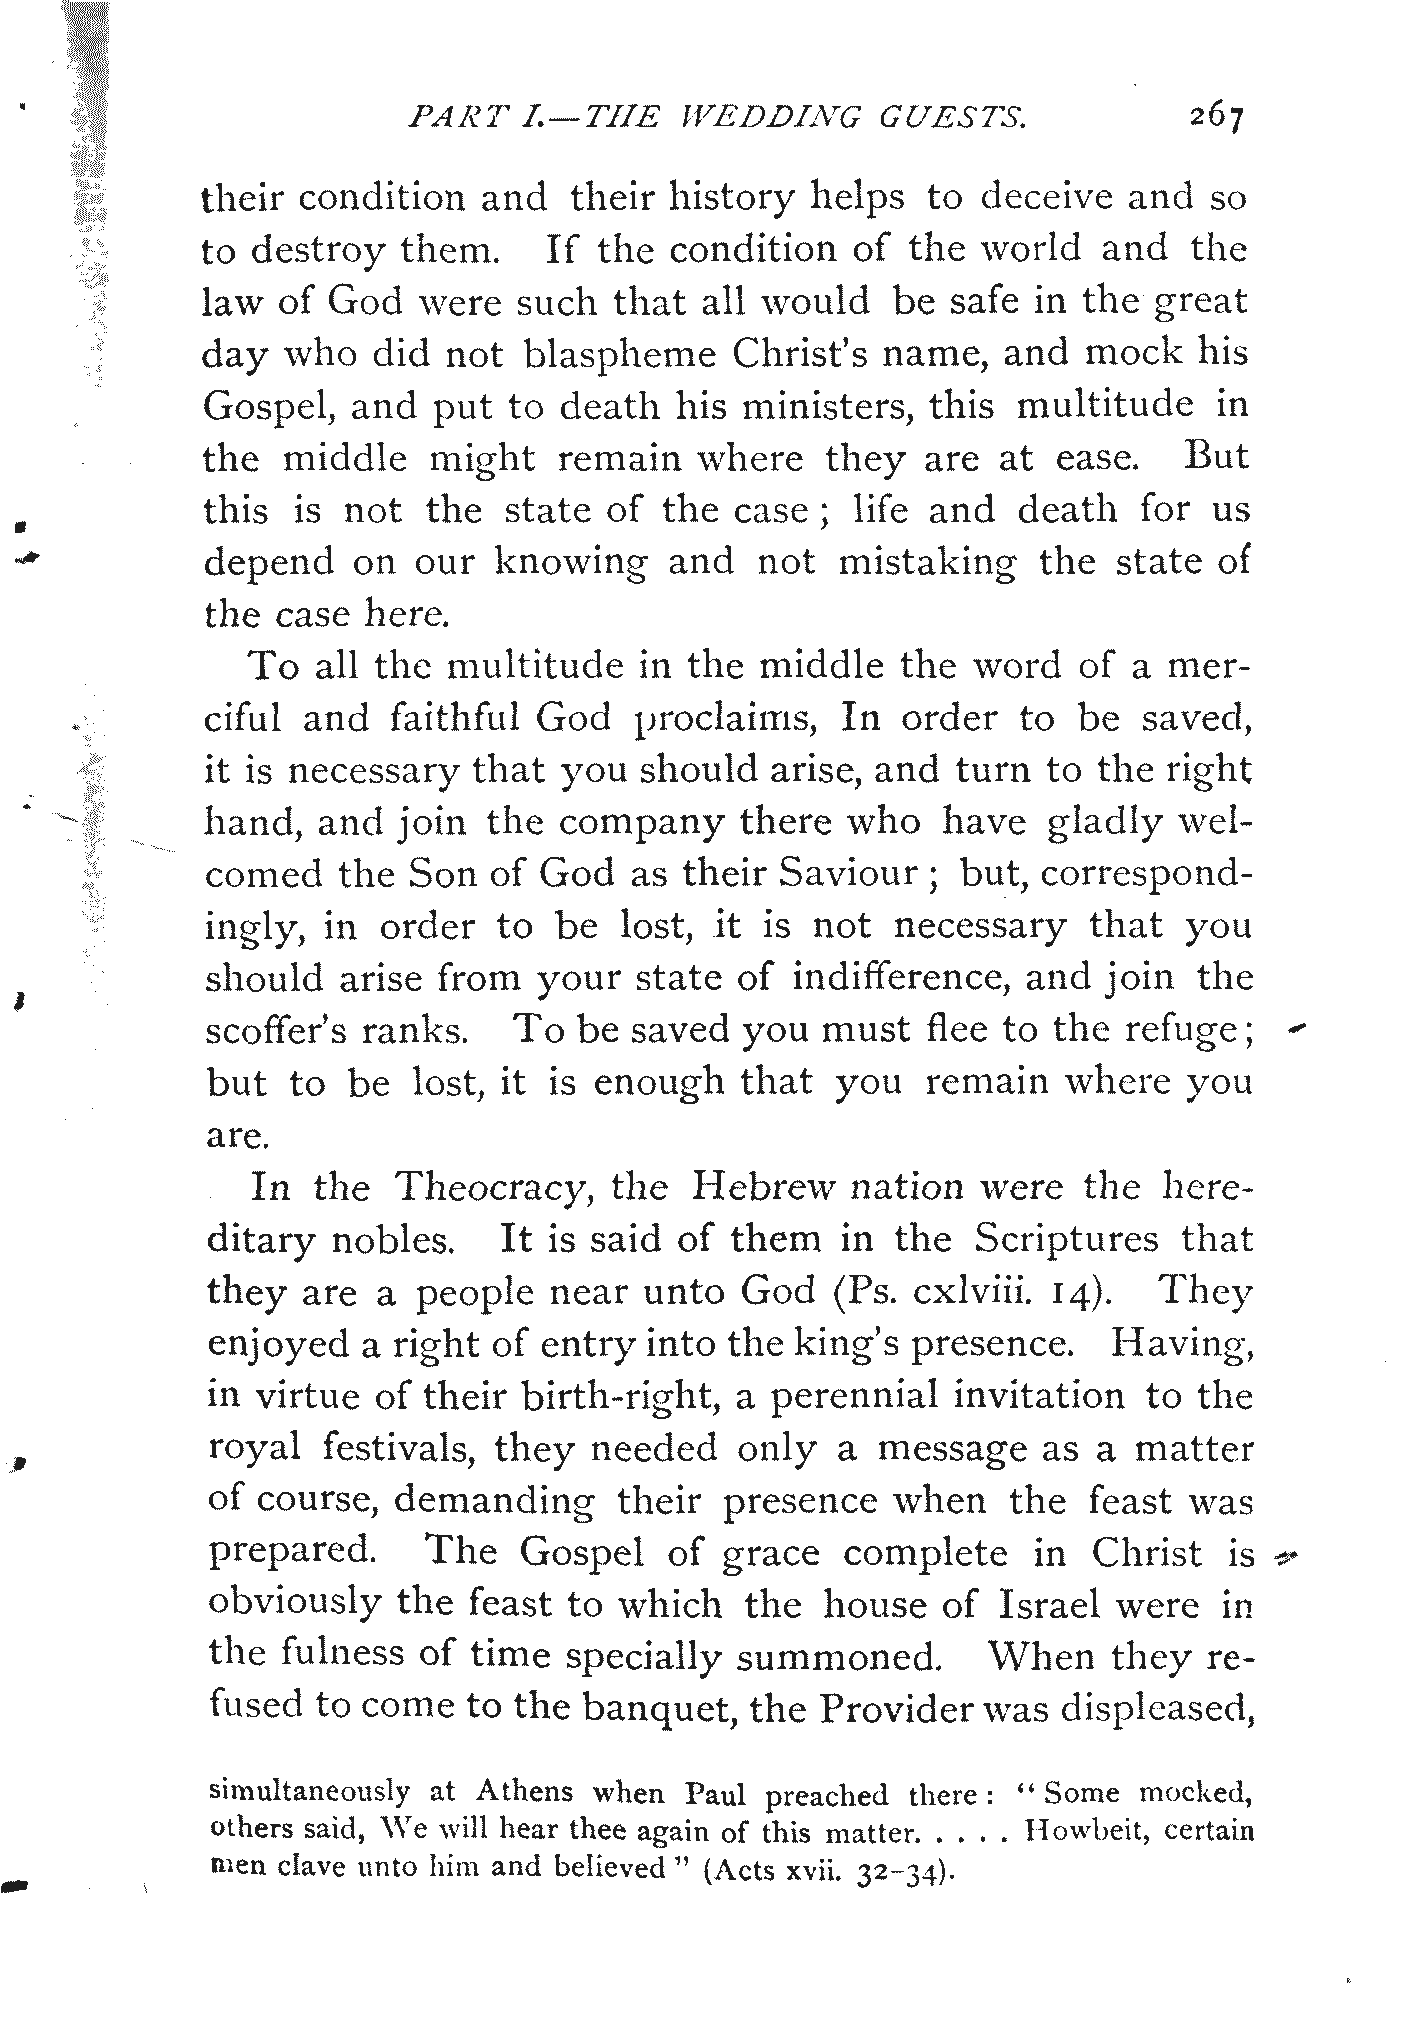 PART I.—THE WEDDING GUESTS. 267
their condition and their history helps to deceive and so
to destroy them. If the condition of the world and the
law of God were such that all would be safe in the great
day who did not blaspheme Christ's name, and mock his
Gospel, and put to death his ministers, this multitude in
the middle might remain where they are at ease. But
this is not the state of the case ; life and death for us
depend on our knowing and not mistaking the state of
the case here.
To all the multitude in the middle the word of a mer-
ciful and faithful God proclaims, In order to be saved,
it is necessary that you should arise, and turn to the right
hand, and join the company there who have gladly wel-
comed the Son of God as their Saviour ; but, correspond-
ingly, in order to be lost, it is not necessary that you
should arise from your state of indifference, and join the
scoffer's ranks. To be saved you must flee to the refuge ;
but to be lost, it is enough that you remain where you
are.
In the Theocracy, the Hebrew nation were the here-
ditary nobles. It is said of them in the Scriptures that
they are a people near unto God (Ps. cxlviii. 14). They
enjoyed a right of entry into the king's presence. Having,
in virtue of their birth-right, a perennial invitation to the
royal festivals, they needed only a message as a matter
of course, demanding their presence when the feast was
prepared. The Gospel of grace complete in Christ is
obviously the feast to which the house of Israel were in
the fulness of time specially summoned. When they re-
fused to come to the banquet, the Provider was displeased,
simultaneously at Athens when Paul preached there : “ Some mocked,
others said, We will hear thee again of this matter. . . . . Howbeit, certain
men clave unto him and believed ” (Acts xvii. 32–34).